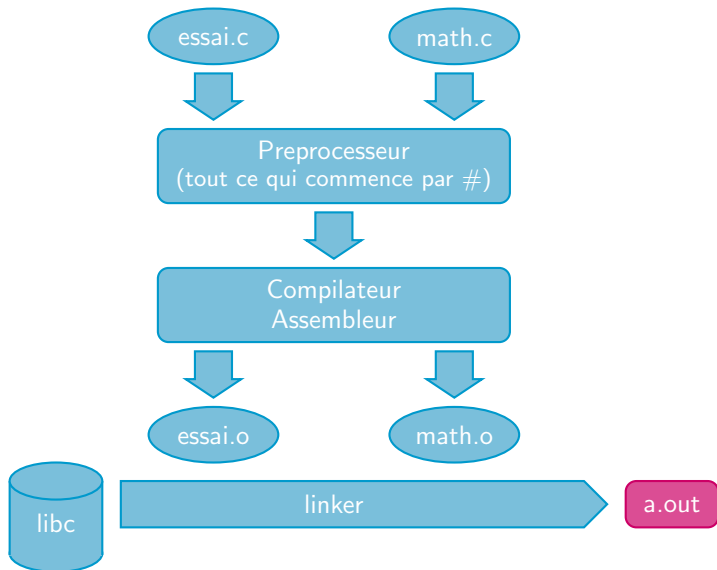 essai.c
math.c
Preprocesseur
(tout ce qui commence par #)
Compilateur
Assembleur
essai.o
math.o
libc
linker
a.out